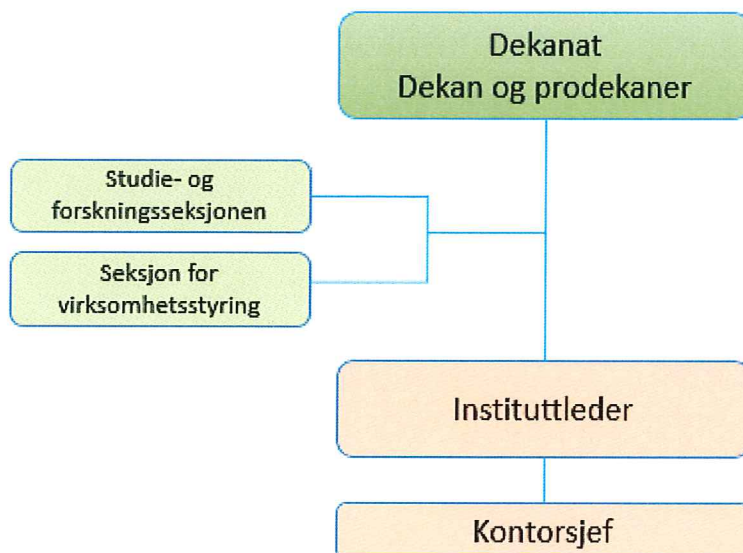 Dekanat
Dekan og prodekaner
Studie- og
forskningsseksjonen
Seksjon for
virksomhetsstyring
Instituttleder
Kontorsjef